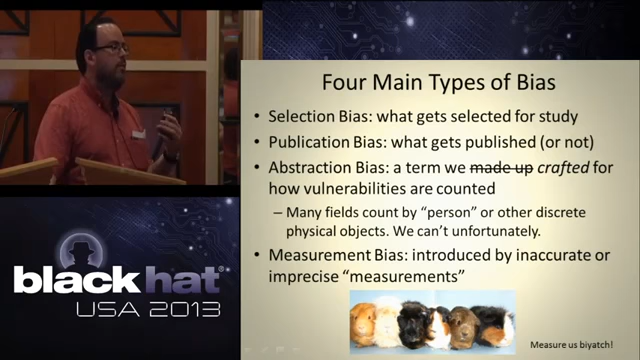 Four Main Types of Bias
• Selection Bias: what gets selected for study
• Publication Bias: what gets published (or not)
• Abstraction Bias: a term we made up crafted for
how vulnerabilities are counted
– Many fields count by “person” or other discrete
physical objects. We can’t unfortunately.
• Measurement Bias: introduced by inaccurate or
imprecise “measurements”
Measure us biyatch!
black hat®
USA 2013